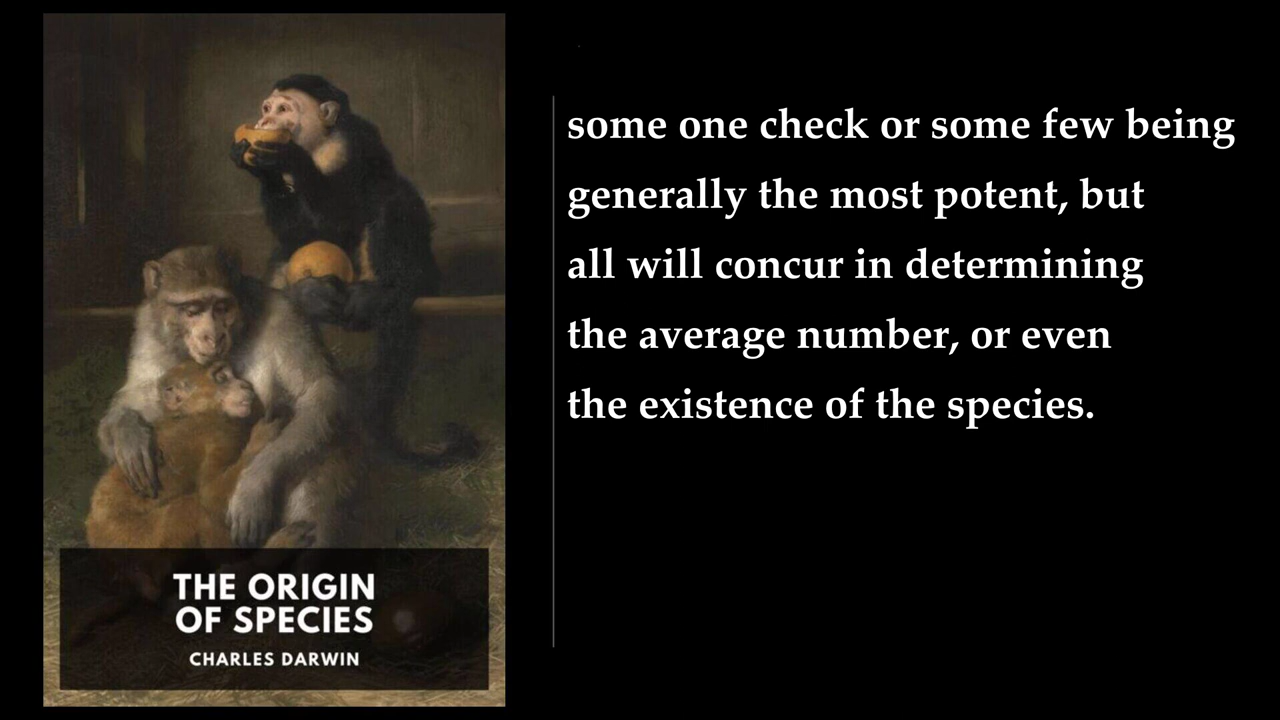 some one check or some few being
generally the most potent, but
all will concur in determining
the average number, or even
the existence of the species.
THE ORIGIN
OF SPECIES
CHARLES DARWIN